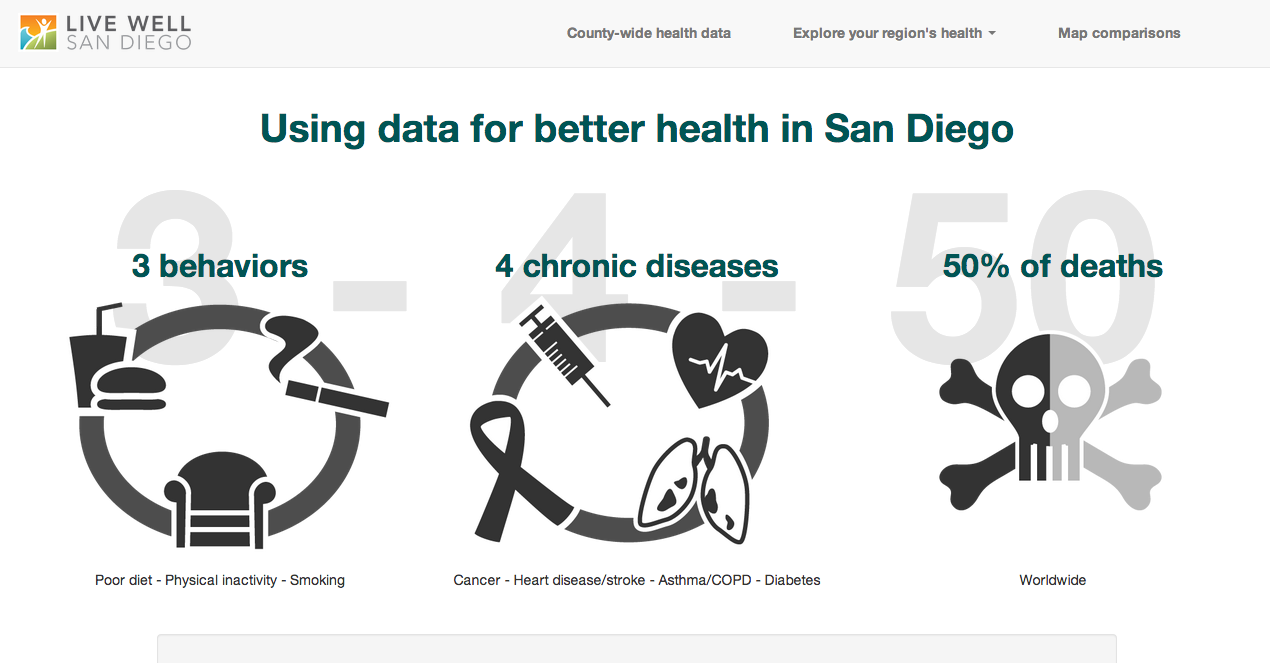 LIVE WELL
SAN DIEGO
County-wide health data
Explore your region's health
Map comparisons
Using data for better health in San Diego
3 - 4 - 50
3 behaviors
4 chronic diseases
50% of deaths
Poor diet - Physical inactivity - Smoking
Cancer - Heart disease/stroke - Asthma/COPD - Diabetes
Worldwide